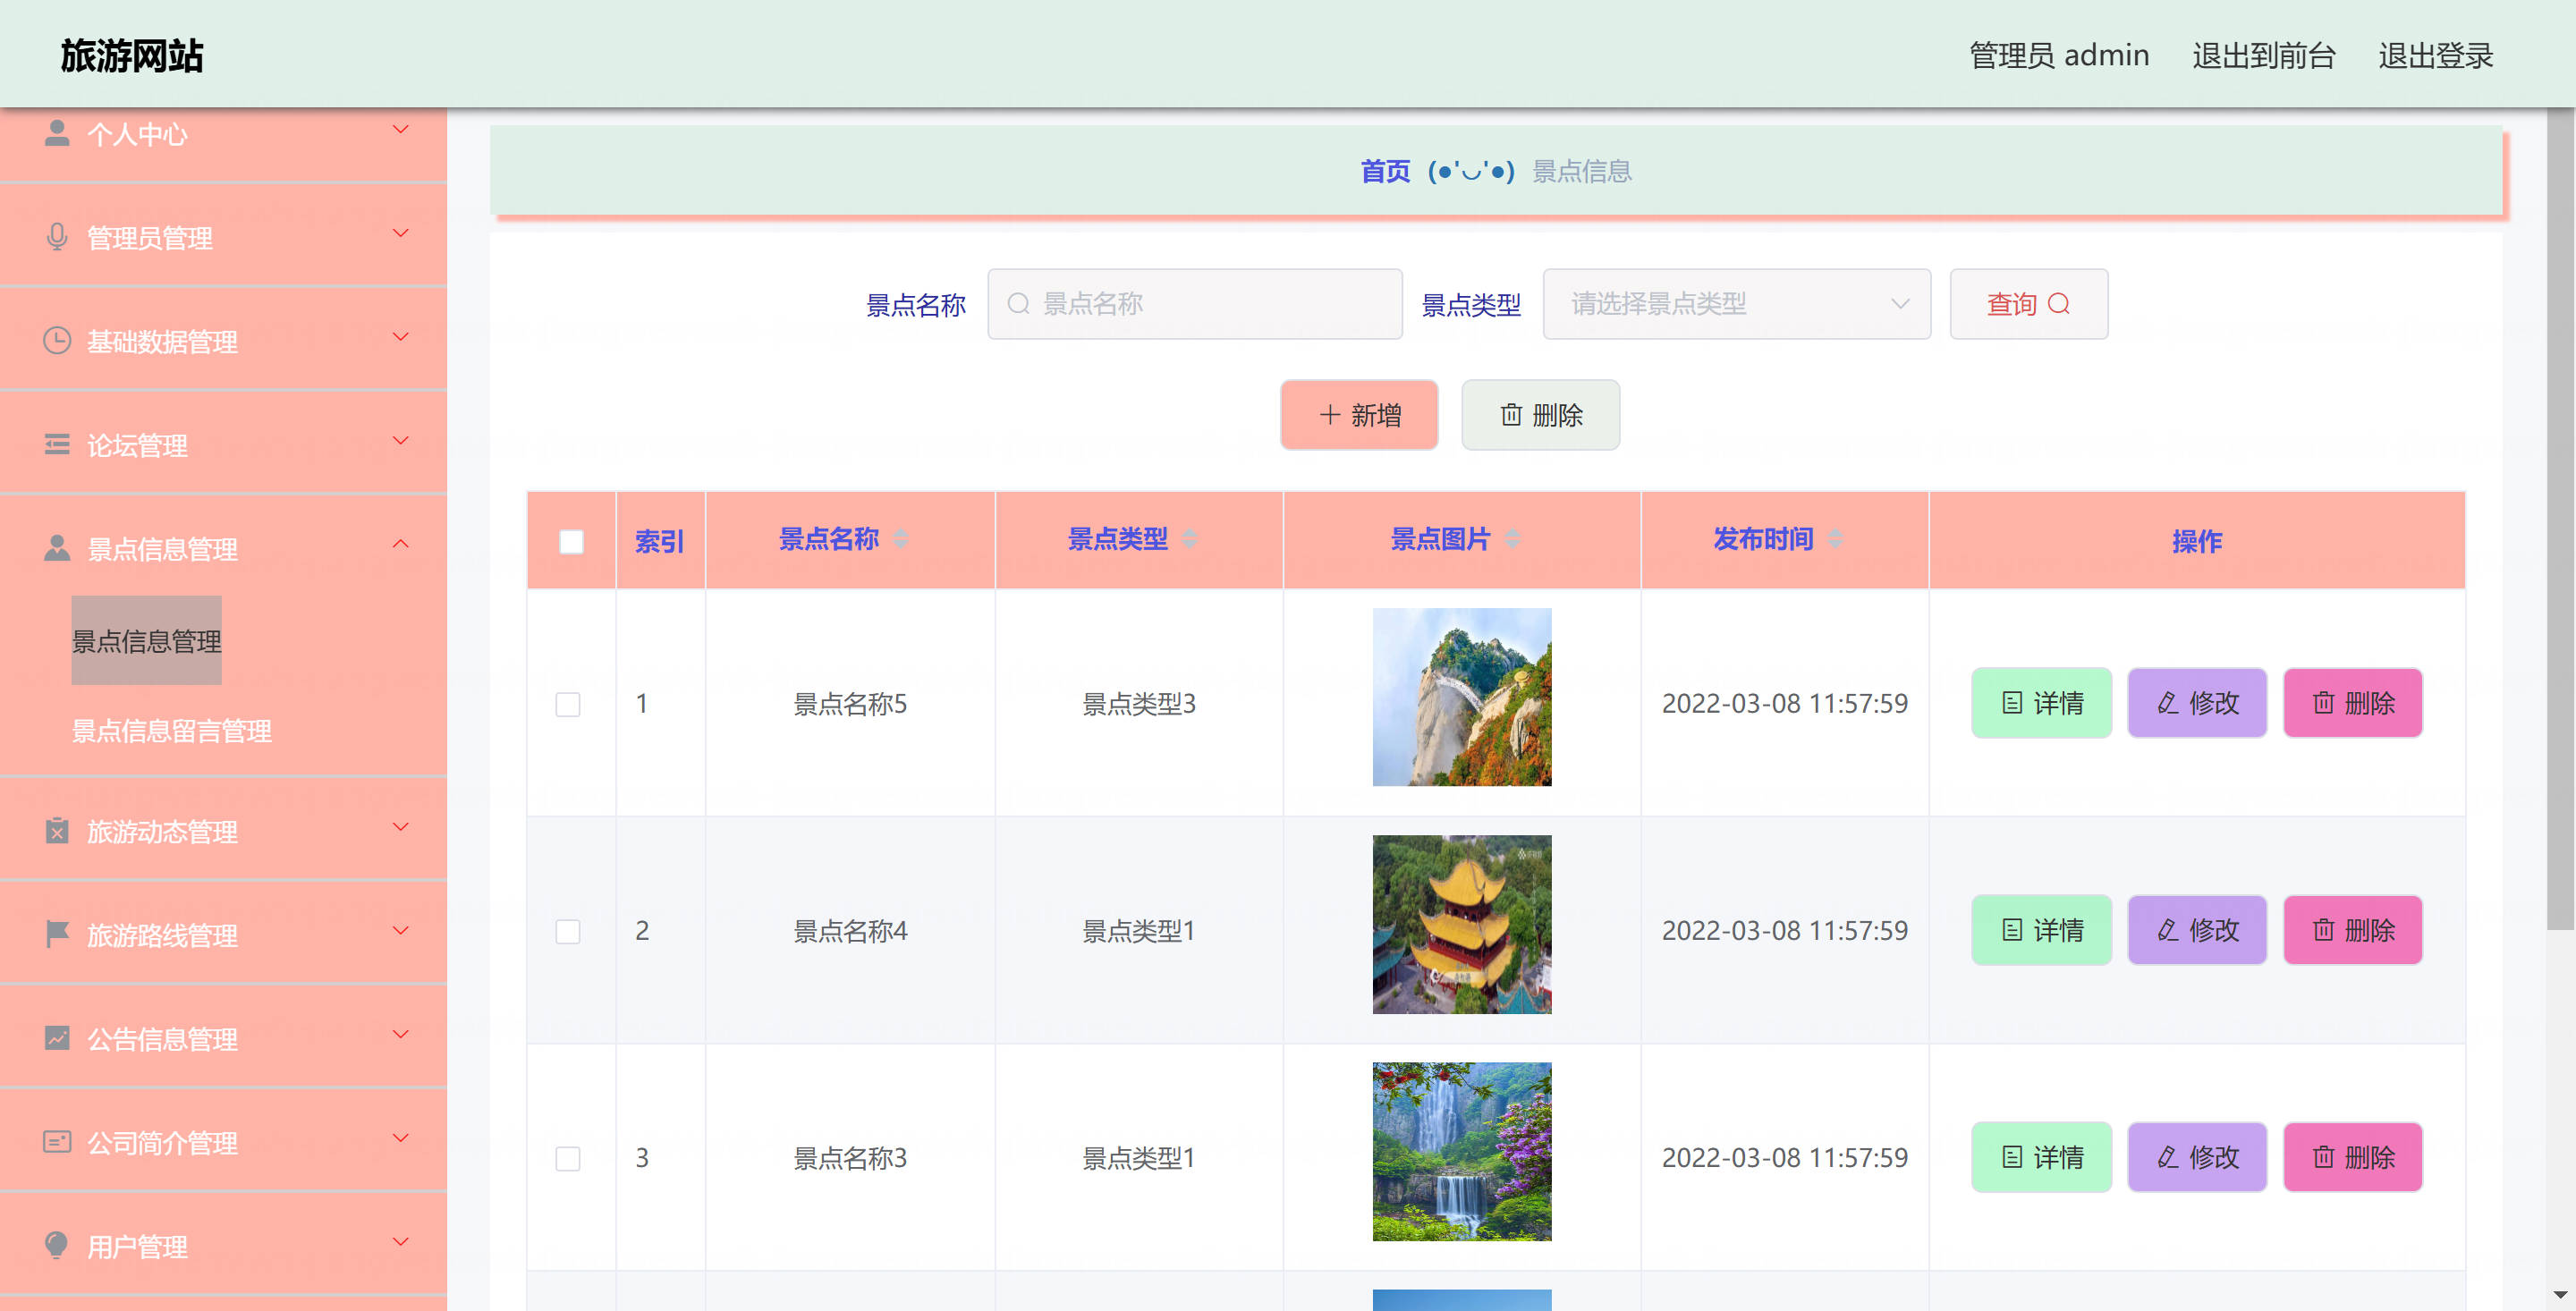 旅游网站
管理员 admin
退出到前台
退出登录
个人中心
管理员管理
基础数据管理
论坛管理
景点信息管理
景点信息管理
景点信息留言管理
旅游动态管理
旅游路线管理
公告信息管理
公司简介管理
用户管理
首页 (●'◡'●) 景点信息
景点名称 景点名称 景点类型 请选择景点类型 查询
新增 删除
索引 景点名称 景点类型 景点图片 发布时间 操作
1 景点名称5 景点类型3 2022-03-08 11:57:59 详情 修改 删除
2 景点名称4 景点类型1 2022-03-08 11:57:59 详情 修改 删除
3 景点名称3 景点类型1 2022-03-08 11:57:59 详情 修改 删除